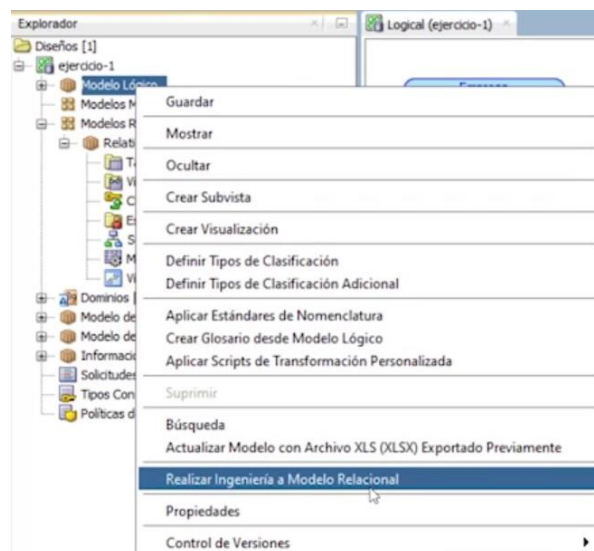 Explorador
Logical (ejercicio-1)
Diseños [1]
ejercicio-1
Modelo Lógico
Modelos M
Modelos R
Relati
T
Vi
C
E
S
M
Vi
Dominios [
Modelo de
Modelo de
Informaci
Solicitudes
Tipos Con
Políticas d
Guardar
Mostrar
Ocultar
Crear Subvista
Crear Visualización
Definir Tipos de Clasificación
Definir Tipos de Clasificación Adicional
Aplicar Estándares de Nomenclatura
Crear Glosario desde Modelo Lógico
Aplicar Scripts de Transformación Personalizada
Suprimir
Búsqueda
Actualizar Modelo con Archivo XLS (XLSX) Exportado Previamente
Realizar Ingeniería a Modelo Relacional
Propiedades
Control de Versiones